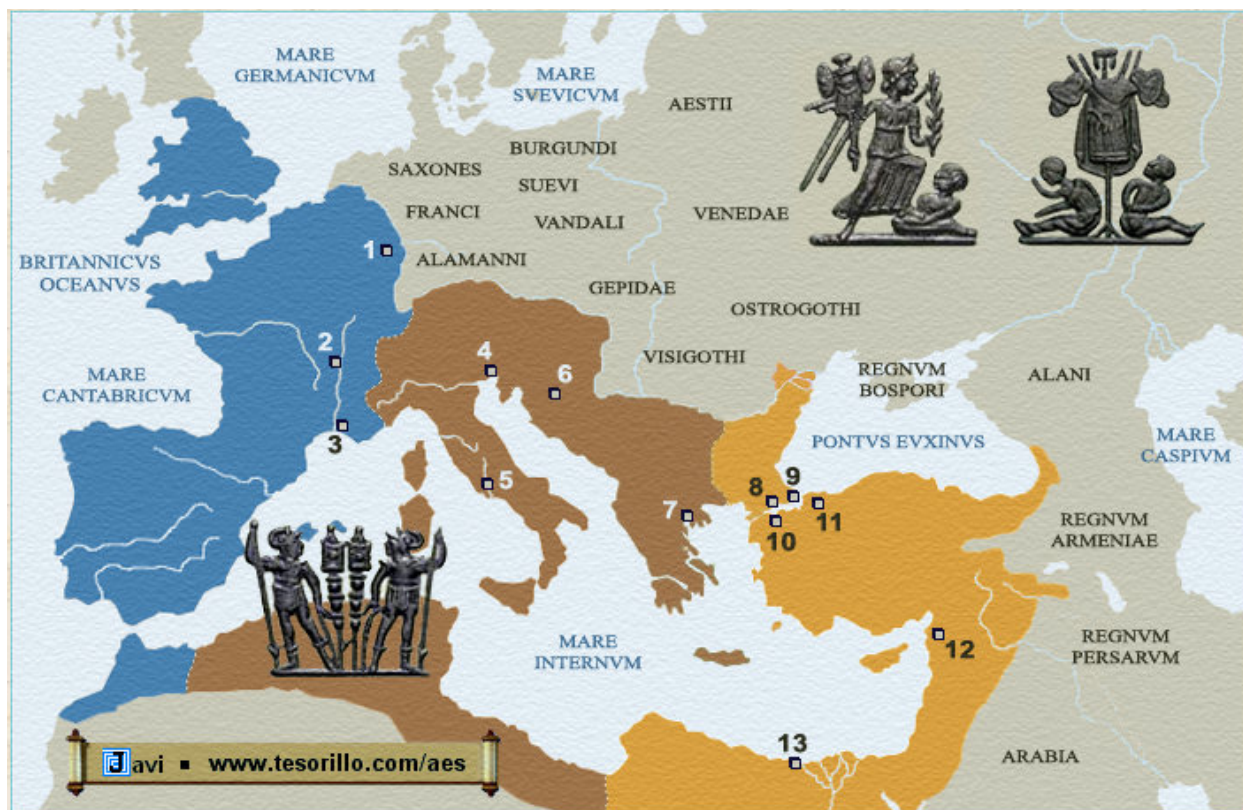 MARE
GERMANICVM
MARE
SVEVICVM
AESTII
BURGUNDI
SAXONES
SUEVI
FRANCI
VANDALI
VENEDAE
1
ALAMANNI
BRITANNICVS
OCEANVS
GEPIDAE
OSTROGOTHI
2
4
VISIGOTHI
REGNVM
BOSPORI
ALANI
MARE
CANTABRICVM
6
3
PONTVS EVXINVS
MARE
CASPIVM
5
7
8
9
10
11
REGNVM
ARMENIAE
MARE
INTERNVM
12
REGNVM
PERSARVM
13
ARABIA
Javi ▪ www.tesorillo.com/aes